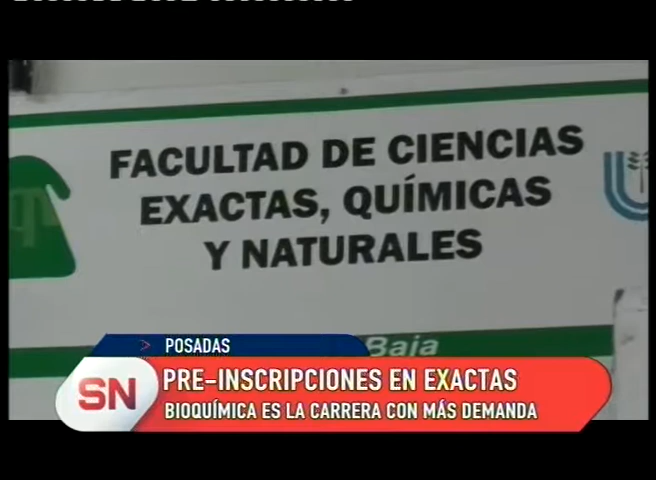 FACULTAD DE CIENCIAS
EXACTAS, QUÍMICAS
Y NATURALES
Baja
> POSADAS
SN
PRE-INSCRIPCIONES EN EXACTAS
BIOQUÍMICA ES LA CARRERA CON MÁS DEMANDA